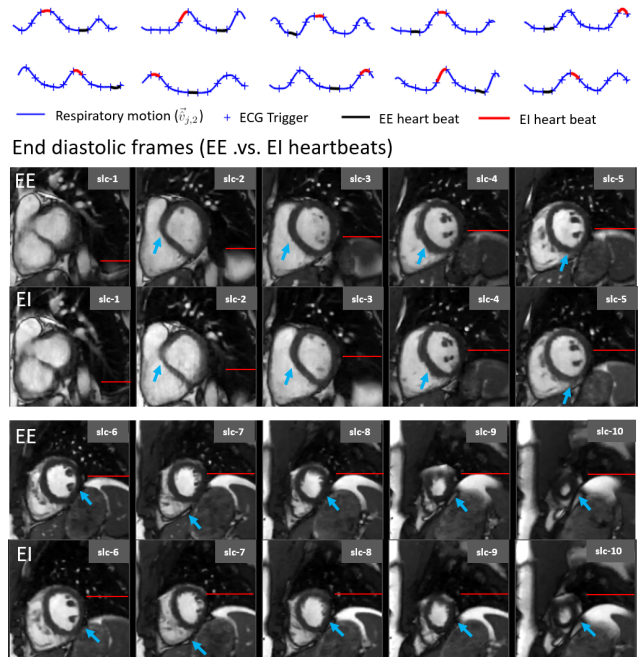 Respiratory motion (ṽ⃗j,2) + ECG Trigger EE heart beat EI heart beat
End diastolic frames (EE .vs. EI heartbeats)
EE slc-1 slc-2 slc-3 slc-4 slc-5
EI slc-1 slc-2 slc-3 slc-4 slc-5
EE slc-6 slc-7 slc-8 slc-9 slc-10
EI slc-6 slc-7 slc-8 slc-9 slc-10